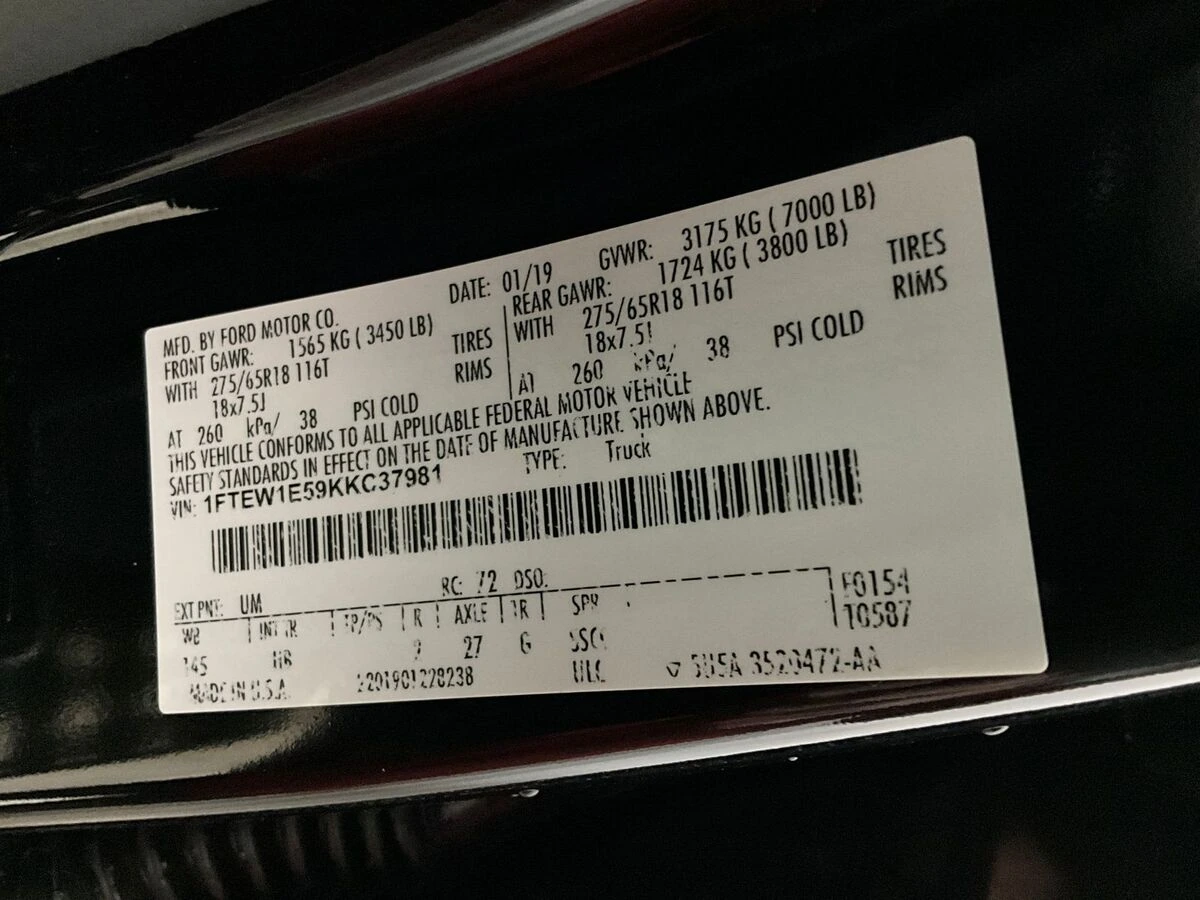 MFD. BY FORD MOTOR CO. DATE: 01/19 GVWR: 3175 KG ( 7000 LB)
FRONT GAWR: 1565 KG ( 3450 LB) REAR GAWR: 1724 KG ( 3800 LB)
WITH 275/65R18 116T TIRES WITH 275/65R18 116T TIRES
18x7.5J RIMS 18x7.5J RIMS
AT 260 kPa/ 38 PSI COLD AT 260 kPa/ 38 PSI COLD
THIS VEHICLE CONFORMS TO ALL APPLICABLE FEDERAL MOTOR VEHICLE
SAFETY STANDARDS IN EFFECT ON THE DATE OF MANUFACTURE SHOWN ABOVE.
VIN: 1FTEW1E59KKC37981 TYPE: Truck
EXT PNT: UM RC: 72 DSO: F0154
WB INT TR TP/PS R AXLE TR SPR 10587
145 9 27 G
MADE IN U.S.A. 201901228238 ULC 5U5A 3520472-AA